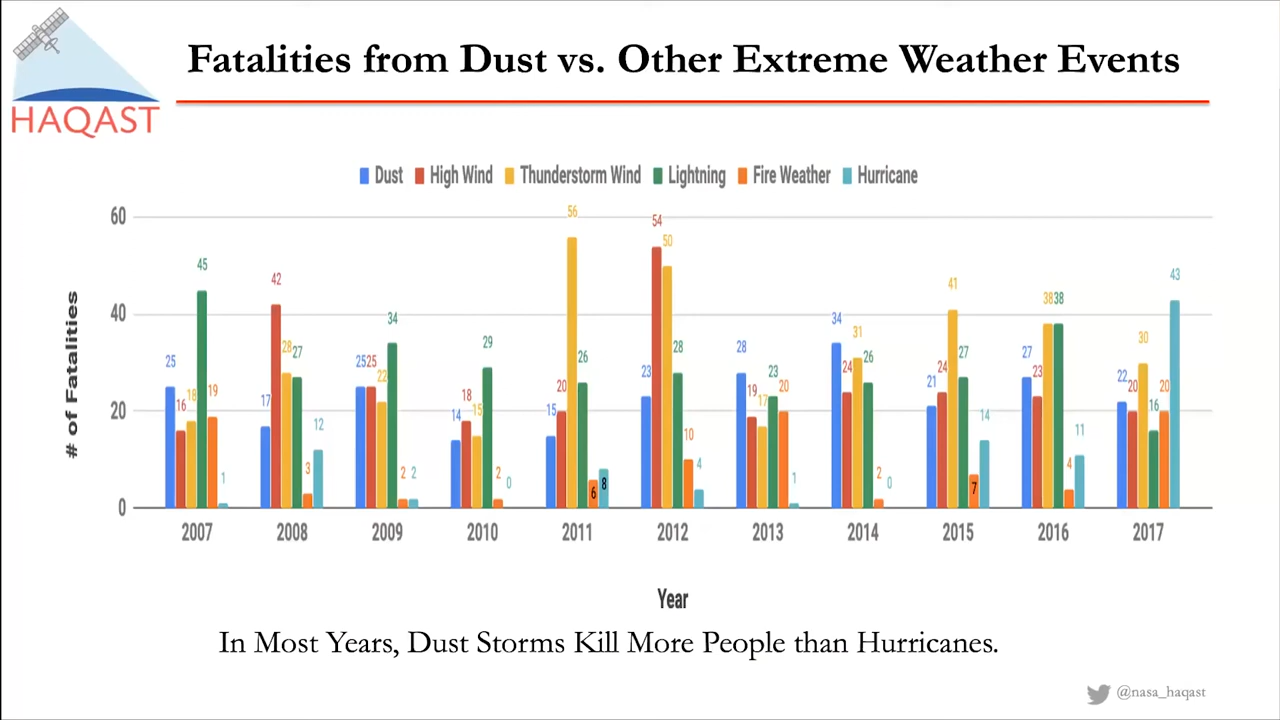 Fatalities from Dust vs. Other Extreme Weather Events
HAQAST
Dust High Wind Thunderstorm Wind Lightning Fire Weather Hurricane
# of Fatalities
60
40
20
0
25 16 18 45 19 1
17 42 28 27 3 12
25 25 22 34 2 2
14 18 15 29 2 0
15 20 56 26 6 8
23 54 50 28 10 4
28 19 17 23 20 1
34 24 31 26 2 0
21 24 41 27 7 14
27 23 38 38 4 11
22 20 30 16 20 43
2007 2008 2009 2010 2011 2012 2013 2014 2015 2016 2017
Year
In Most Years, Dust Storms Kill More People than Hurricanes.
@nasa_haqast